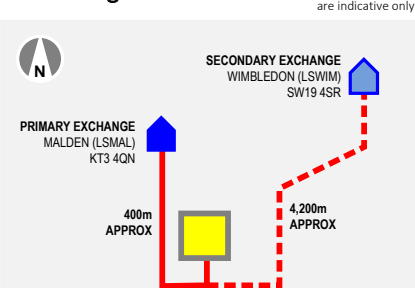 are indicative only
N
SECONDARY EXCHANGE
WIMBLEDON (LSWIM)
SW19 4SR
PRIMARY EXCHANGE
MALDEN (LSMAL)
KT3 4QN
400m
APPROX
4,200m
APPROX